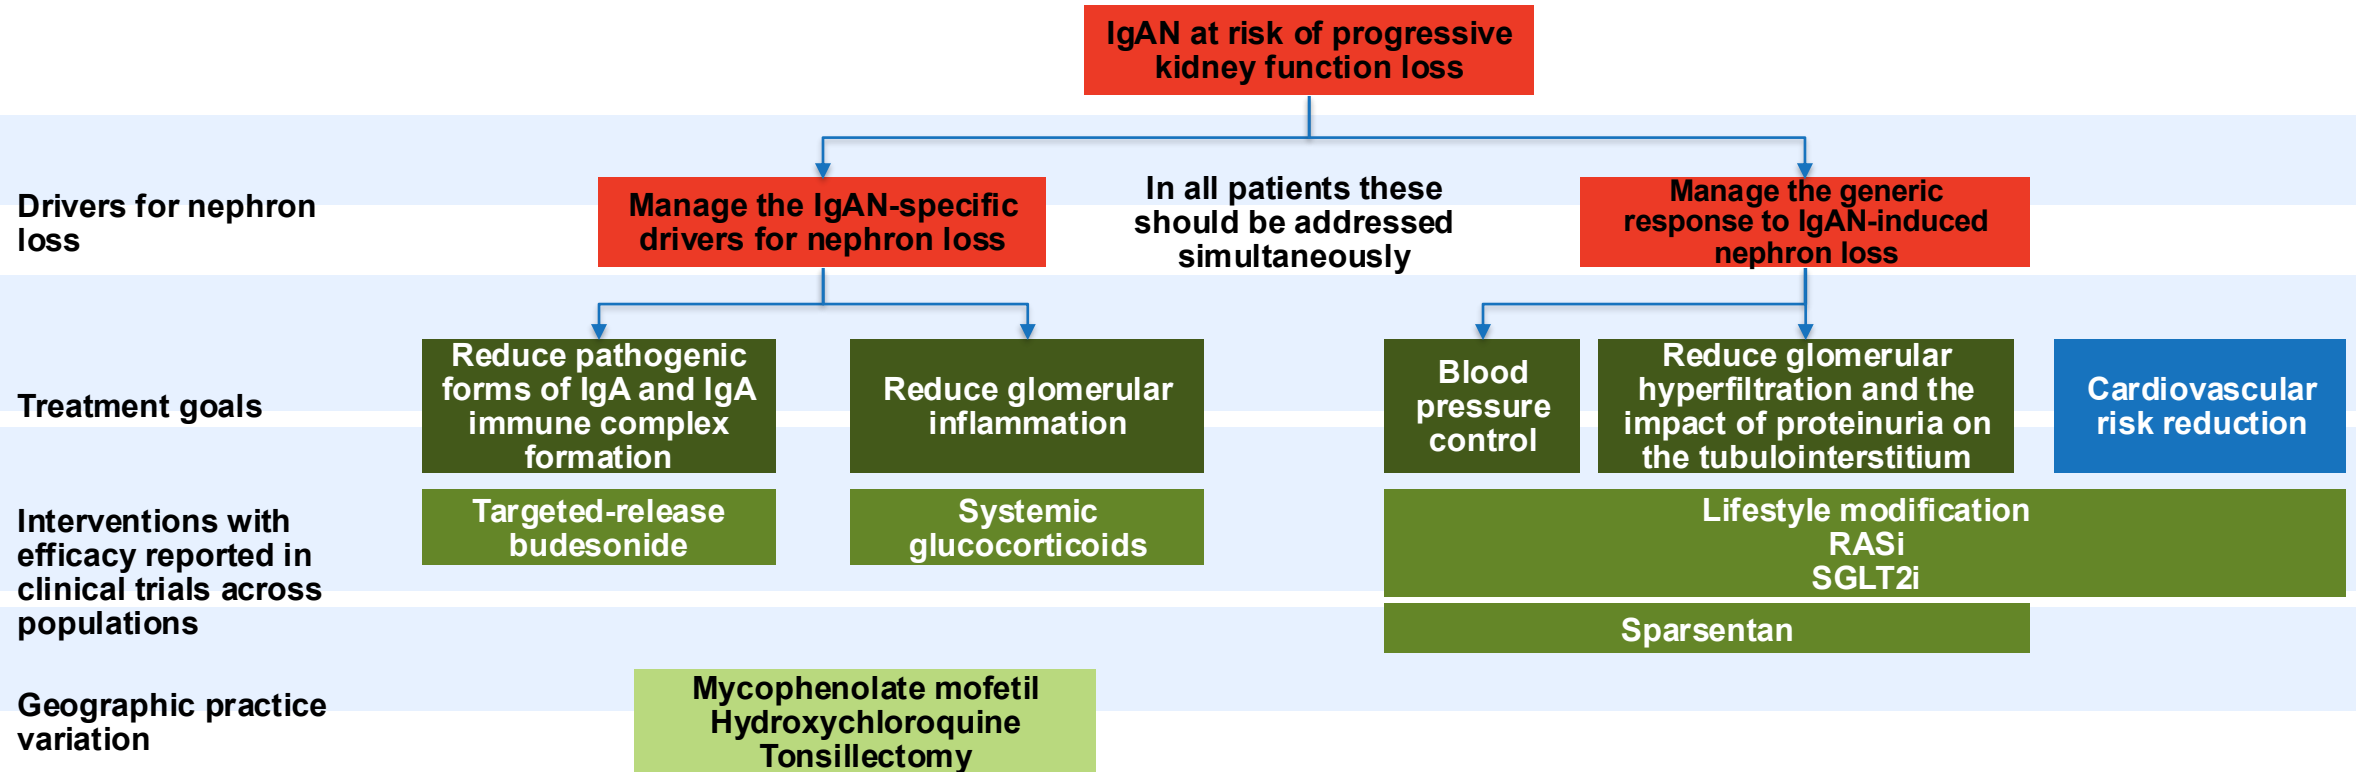 IgAN at risk of progressive
kidney function loss
Drivers for nephron
loss
Manage the IgAN-specific
drivers for nephron loss
In all patients these
should be addressed
simultaneously
Manage the generic
response to IgAN-induced
nephron loss
Treatment goals
Reduce pathogenic
forms of IgA and IgA
immune complex
formation
Reduce glomerular
inflammation
Blood
pressure
control
Reduce glomerular
hyperfiltration and the
impact of proteinuria on
the tubulointerstitium
Cardiovascular
risk reduction
Interventions with
efficacy reported in
clinical trials across
populations
Targeted-release
budesonide
Systemic
glucocorticoids
Lifestyle modification
RASi
SGLT2i
Sparsentan
Geographic practice
variation
Mycophenolate mofetil
Hydroxychloroquine
Tonsillectomy